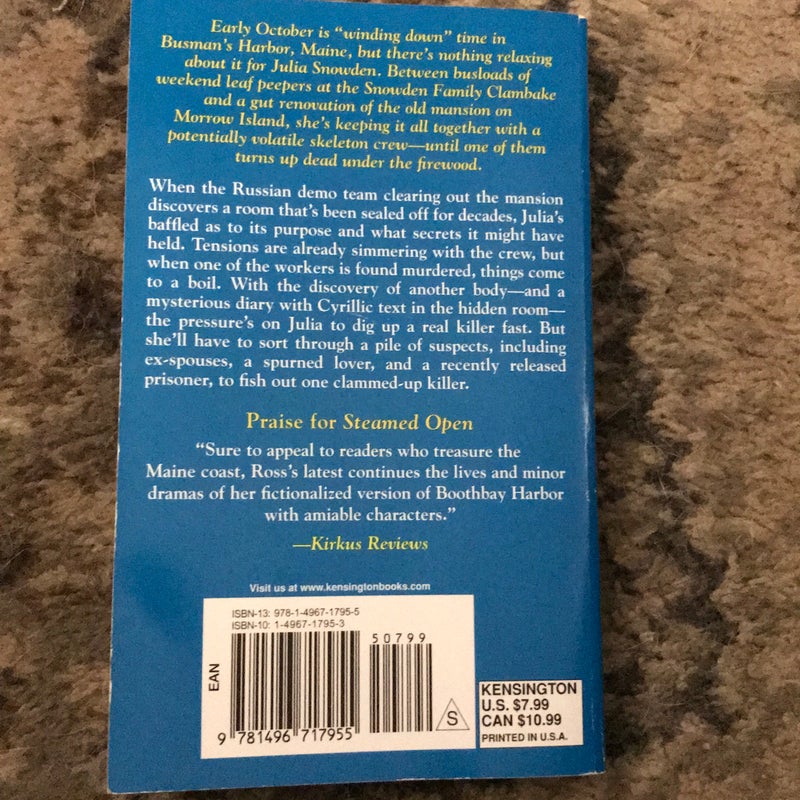 Early October is “winding down” time in
Busman’s Harbor, Maine, but there’s nothing relaxing
about it for Julia Snowden. Between busloads of
weekend leaf peepers at the Snowden Family Clambake
and a gut renovation of the old mansion on
Morrow Island, she’s keeping it all together with a
potentially volatile skeleton crew—until one of them
turns up dead under the firewood.
When the Russian demo team clearing out the mansion
discovers a room that’s been sealed off for decades, Julia’s
baffled as to its purpose and what secrets it might have
held. Tensions are already simmering with the crew, but
when one of the workers is found murdered, things come
to a boil. With the discovery of another body—and a
mysterious diary with Cyrillic text in the hidden room—
the pressure’s on Julia to dig up a real killer fast. But
she’ll have to sort through a pile of suspects, including
ex-spouses, a spurned lover, and a recently released
prisoner, to fish out one clammed-up killer.
Praise for Steamed Open
“Sure to appeal to readers who treasure the
Maine coast, Ross’s latest continues the lives and minor
dramas of her fictionalized version of Boothbay Harbor
with amiable characters.”
—Kirkus Reviews
Visit us at www.kensingtonbooks.com
ISBN-13: 978-1-4967-1795-5
ISBN-10: 1-4967-1795-3
50799
EAN
9 781496 717955
S
KENSINGTON
U.S. $7.99
CAN $10.99
PRINTED IN U.S.A.